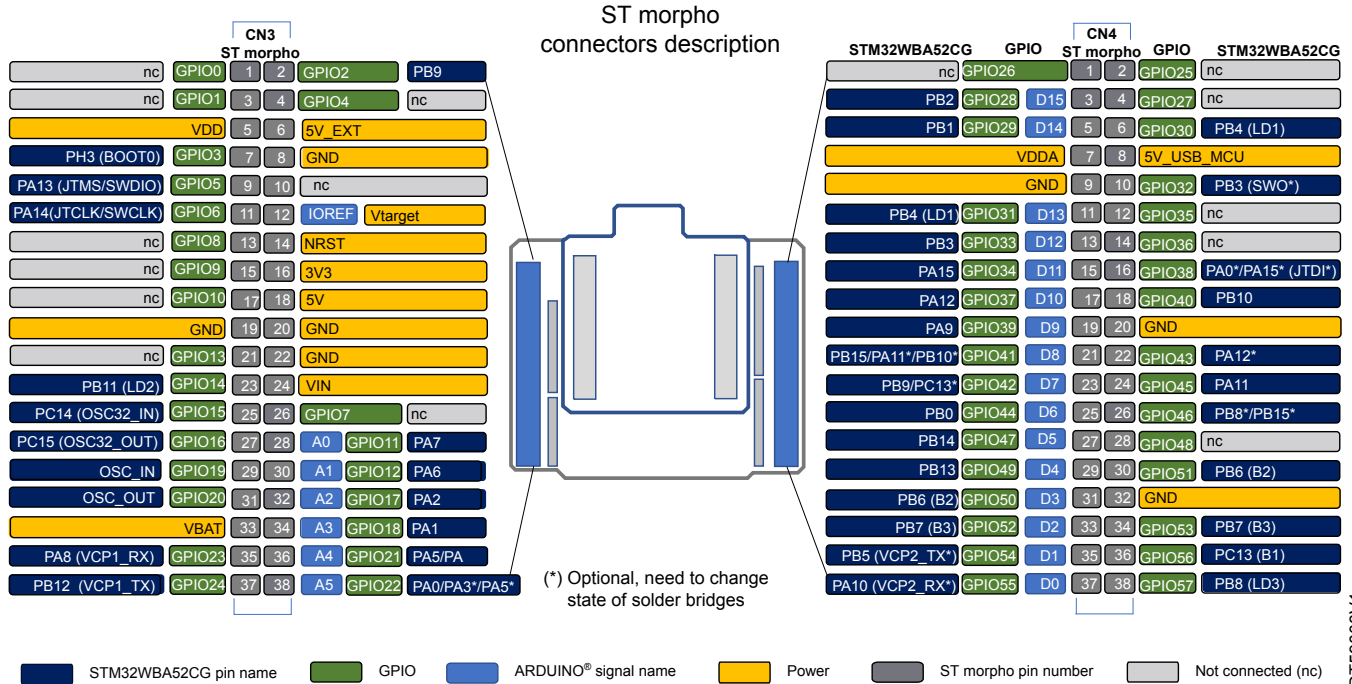 ST morpho
connectors description
CN3
ST morpho
nc GPIO0 1 2 GPIO2 PB9
nc GPIO1 3 4 GPIO4 nc
VDD 5 6 5V_EXT
PH3 (BOOT0) GPIO3 7 8 GND
PA13 (JTMS/SWDIO) GPIO5 9 10 nc
PA14(JTCLK/SWCLK) GPIO6 11 12 IOREF Vtarget
nc GPIO8 13 14 NRST
nc GPIO9 15 16 3V3
nc GPIO10 17 18 5V
GND 19 20 GND
nc GPIO13 21 22 GND
PB11 (LD2) GPIO14 23 24 VIN
PC14 (OSC32_IN) GPIO15 25 26 GPIO7 nc
PC15 (OSC32_OUT) GPIO16 27 28 A0 GPIO11 PA7
OSC_IN GPIO19 29 30 A1 GPIO12 PA6
OSC_OUT GPIO20 31 32 A2 GPIO17 PA2
VBAT 33 34 A3 GPIO18 PA1
PA8 (VCP1_RX) GPIO23 35 36 A4 GPIO21 PA5/PA
PB12 (VCP1_TX) GPIO24 37 38 A5 GPIO22 PA0/PA3*/PA5*
(*) Optional, need to change
state of solder bridges
CN4
STM32WBA52CG GPIO ST morpho GPIO STM32WBA52CG
nc GPIO26 1 2 GPIO25 nc
PB2 GPIO28 D15 3 4 GPIO27 nc
PB1 GPIO29 D14 5 6 GPIO30 PB4 (LD1)
VDDA 7 8 5V_USB_MCU
GND 9 10 GPIO32 PB3 (SWO*)
PB4 (LD1) GPIO31 D13 11 12 GPIO35 nc
PB3 GPIO33 D12 13 14 GPIO36 nc
PA15 GPIO34 D11 15 16 GPIO38 PA0*/PA15* (JTDI*)
PA12 GPIO37 D10 17 18 GPIO40 PB10
PA9 GPIO39 D9 19 20 GND
PB15/PA11*/PB10* GPIO41 D8 21 22 GPIO43 PA12*
PB9/PC13* GPIO42 D7 23 24 GPIO45 PA11
PB0 GPIO44 D6 25 26 GPIO46 PB8*/PB15*
PB14 GPIO47 D5 27 28 GPIO48 nc
PB13 GPIO49 D4 29 30 GPIO51 PB6 (B2)
PB6 (B2) GPIO50 D3 31 32 GND
PB7 (B3) GPIO52 D2 33 34 GPIO53 PB7 (B3)
PB5 (VCP2_TX*) GPIO54 D1 35 36 GPIO56 PC13 (B1)
PA10 (VCP2_RX*) GPIO55 D0 37 38 GPIO57 PB8 (LD3)
STM32WBA52CG pin name GPIO ARDUINO® signal name Power ST morpho pin number Not connected (nc)